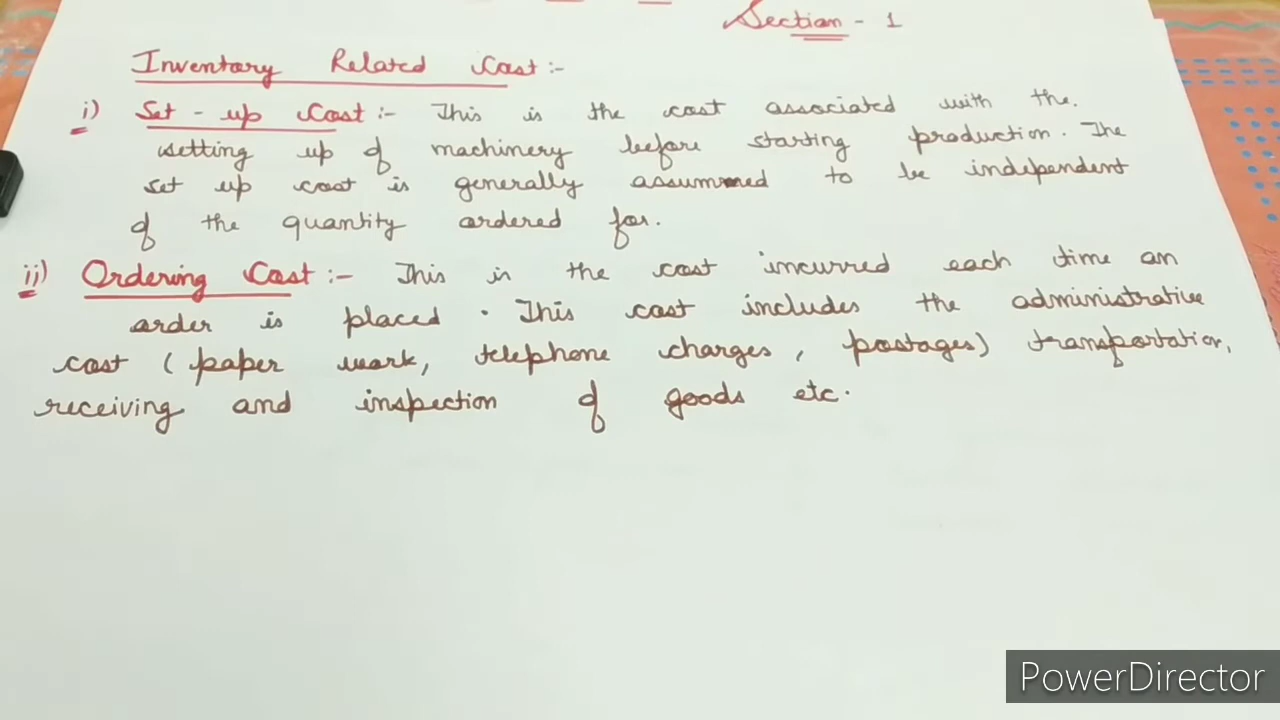 Section - 1
Inventory Related Cost :-
i) Set - up Cost :- This is the cost associated with the.
setting up of machinery before starting production. The
set up cost is generally assummed to be independent
of the quantity ordered for.
ii) Ordering Cost :- This is the cost incurred each time an
order is placed . This cost includes the administrative
cost ( paper work, telephone charges, postages) transportation,
receiving and inspection of goods etc.
PowerDirector